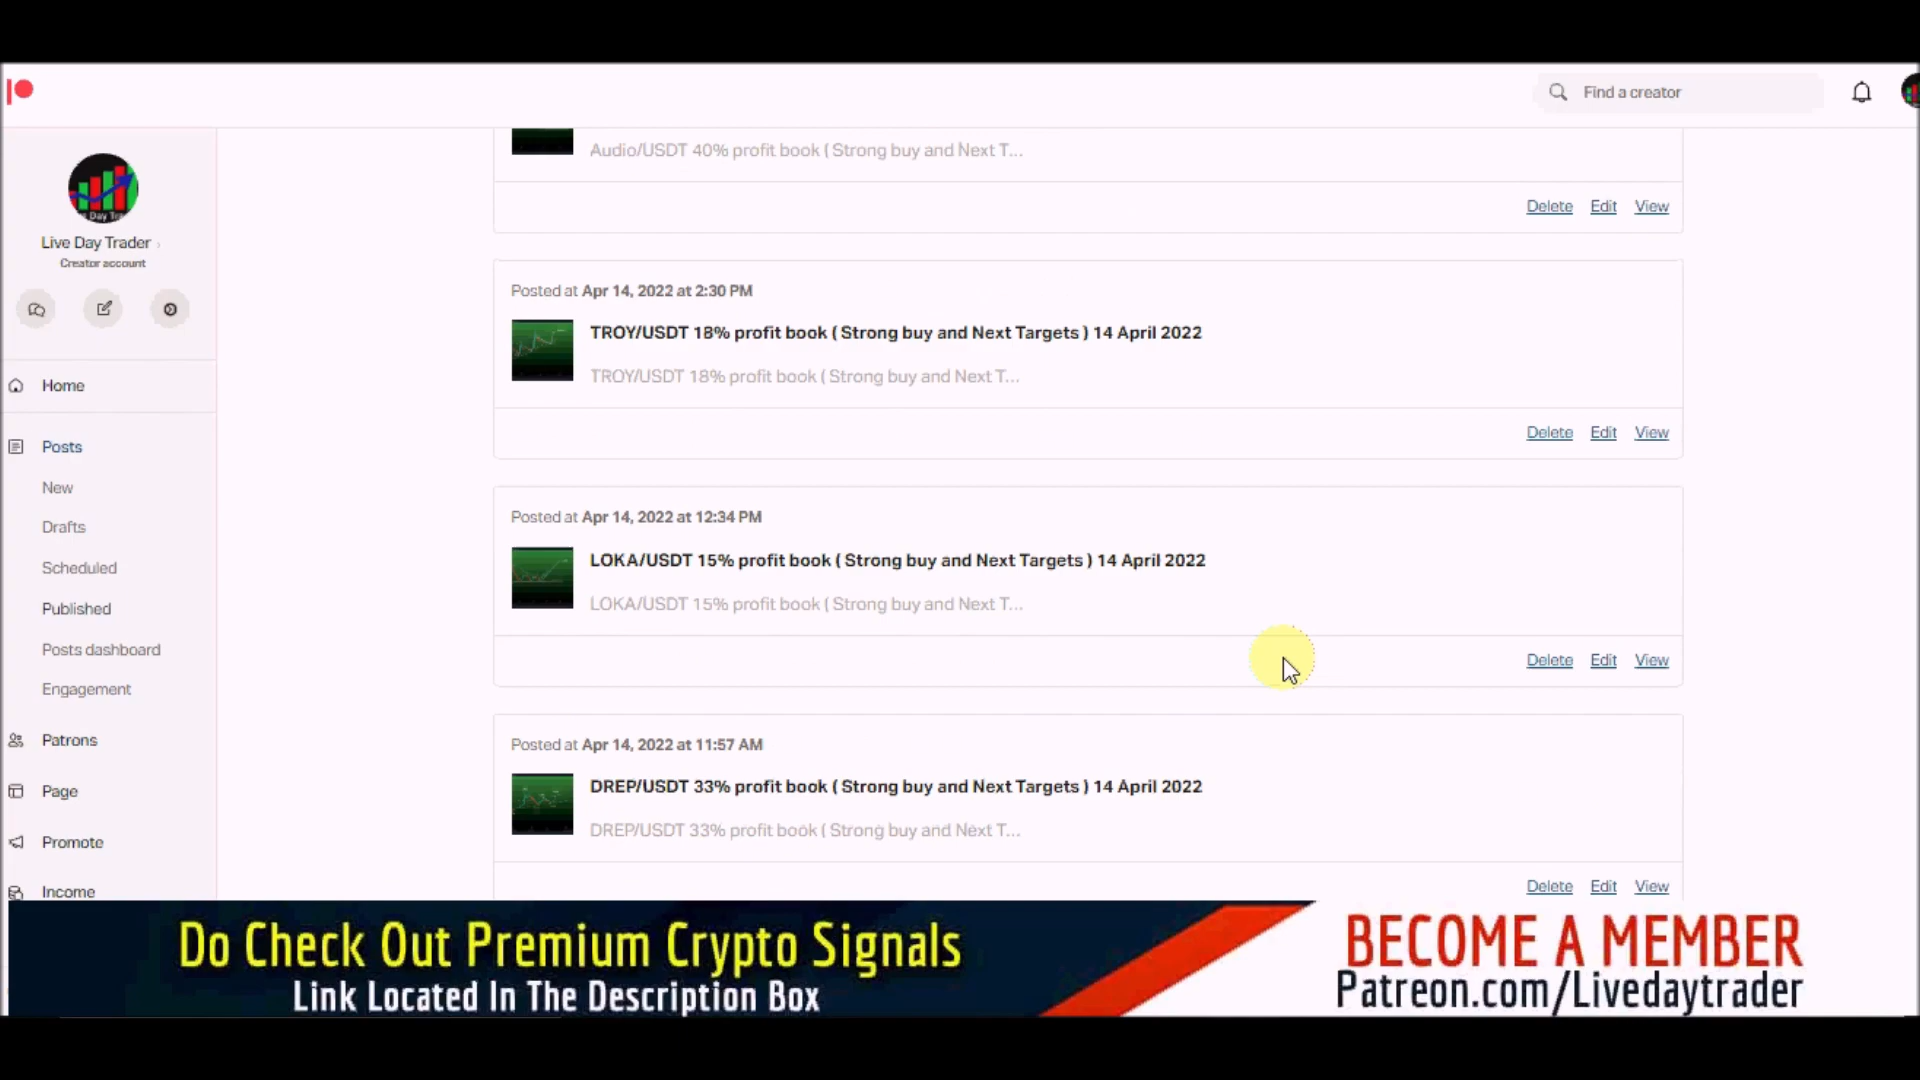 Find a creator
Audio/USDT 40% profit book ( Strong buy and Next T...
Delete Edit View
Day Tra
Live Day Trader
Creator account
Posted at Apr 14, 2022 at 2:30 PM
TROY/USDT 18% profit book ( Strong buy and Next Targets ) 14 April 2022
TROY/USDT 18% profit book ( Strong buy and Next T...
Delete Edit View
Home
Posts
New
Drafts
Scheduled
Published
Posts dashboard
Engagement
Patrons
Page
Promote
Income
Posted at Apr 14, 2022 at 12:34 PM
LOKA/USDT 15% profit book ( Strong buy and Next Targets ) 14 April 2022
LOKA/USDT 15% profit book ( Strong buy and Next T...
Delete Edit View
Posted at Apr 14, 2022 at 11:57 AM
DREP/USDT 33% profit book ( Strong buy and Next Targets ) 14 April 2022
DREP/USDT 33% profit book ( Strong buy and Next T...
Delete Edit View
Do Check Out Premium Crypto Signals
Link Located In The Description Box
BECOME A MEMBER
Patreon.com/Livedaytrader